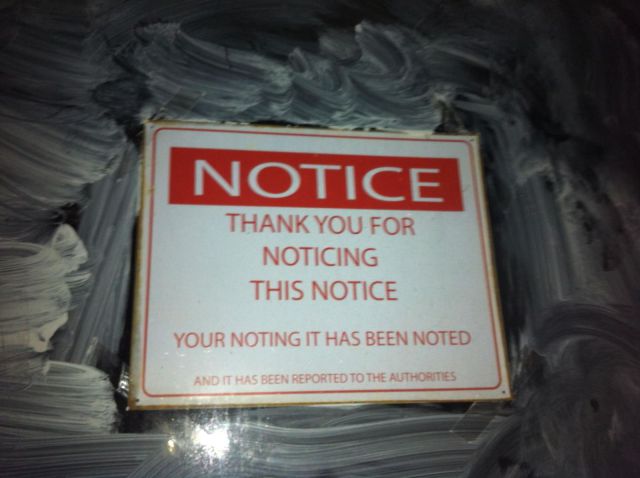 NOTICE
THANK YOU FOR
NOTICING
THIS NOTICE
YOUR NOTING IT HAS BEEN NOTED
AND IT HAS BEEN REPORTED TO THE AUTHORITIES